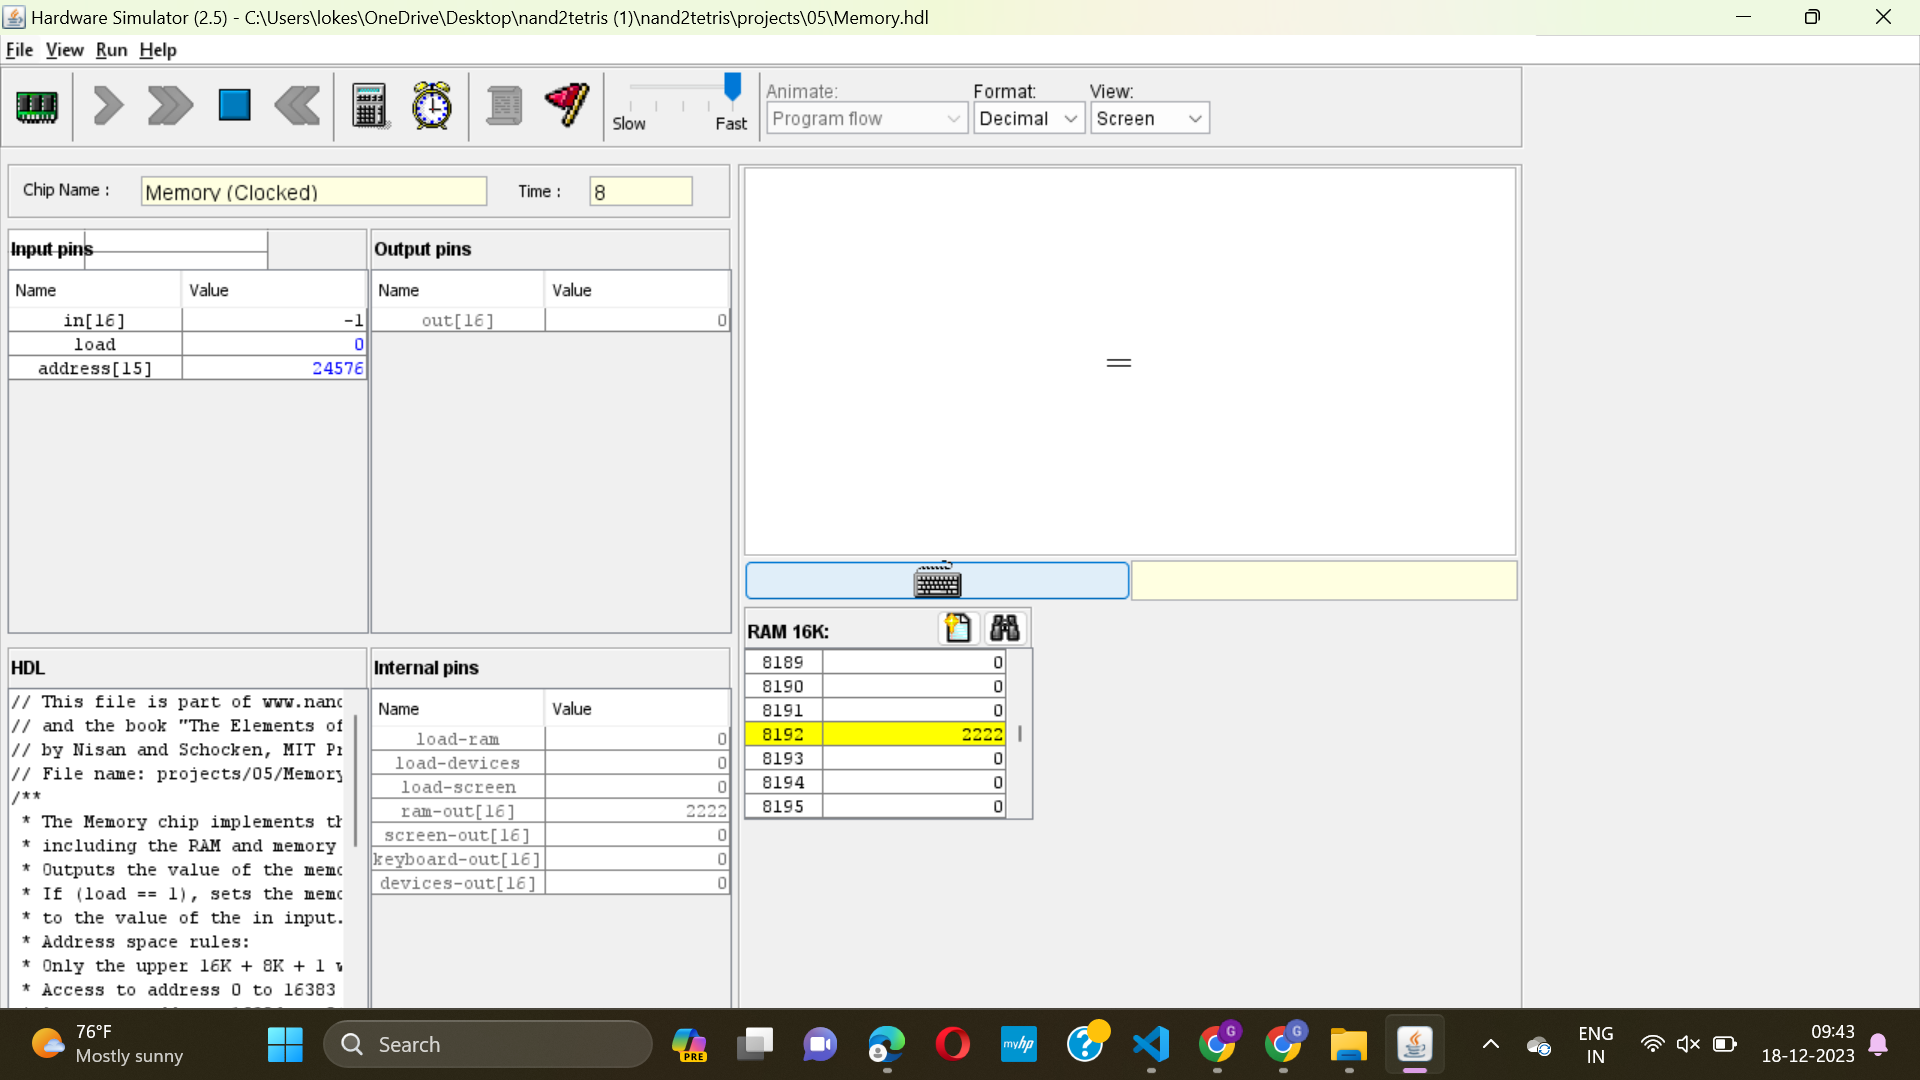 Hardware Simulator (2.5) - C:\Users\lokes\OneDrive\Desktop\nand2tetris (1)\nand2tetris\projects\05\Memory.hdl
File View Run Help
Slow Fast
Animate:
Program flow
Format:
Decimal
View:
Screen
Chip Name :
Memory (Clocked)
Time :
8
Input pins
Name Value
in[16] -1
load 0
address[15] 24576
Output pins
Name Value
out[16] 0
RAM 16K:
8189 0
8190 0
8191 0
8192 2222
8193 0
8194 0
8195 0
HDL
// This file is part of www.nand
// and the book "The Elements of
// by Nisan and Schocken, MIT Pr
// File name: projects/05/Memory
/**
* The Memory chip implements th
* including the RAM and memory
* Outputs the value of the memo
* If (load == 1), sets the memo
* to the value of the in input.
* Address space rules:
* Only the upper 16K + 8K + 1 w
* Access to address 0 to 16383
Internal pins
Name Value
load-ram 0
load-devices 0
load-screen 0
ram-out[16] 2222
screen-out[16] 0
keyboard-out[16] 0
devices-out[16] 0
76°F
Mostly sunny
Search
PRE
myhp
G
G
ENG
IN
09:43
18-12-2023